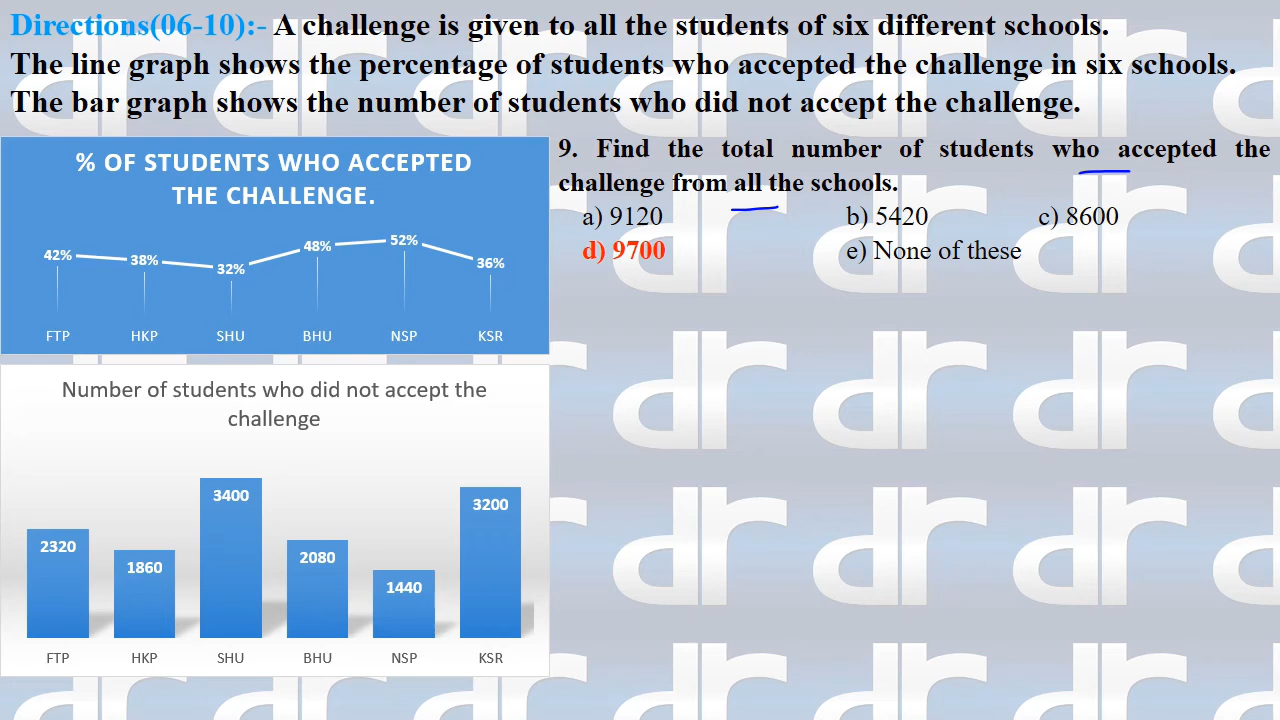 Directions(06-10):- A challenge is given to all the students of six different schools.
The line graph shows the percentage of students who accepted the challenge in six schools.
The bar graph shows the number of students who did not accept the challenge.
% OF STUDENTS WHO ACCEPTED
THE CHALLENGE.
42% 38% 32% 48% 52% 36%
FTP HKP SHU BHU NSP KSR
Number of students who did not accept the
challenge
2320 1860 3400 2080 1440 3200
FTP HKP SHU BHU NSP KSR
9. Find the total number of students who accepted the
challenge from all the schools.
a) 9120 b) 5420 c) 8600
d) 9700 e) None of these